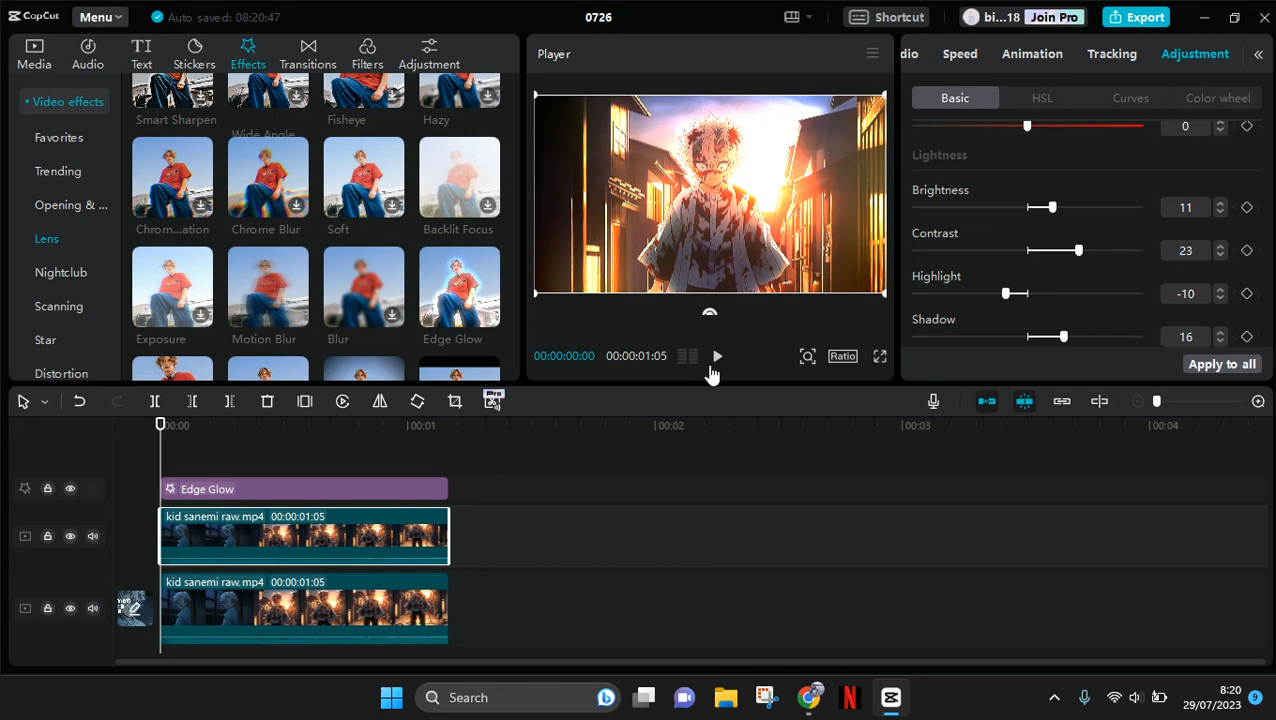 CapCut
Menu
Auto saved: 08:20:47
0726
Shortcut
bi...18
Join Pro
Export
Media
Audio
Text
Stickers
Effects
Transitions
Filters
Adjustment
Video effects
Favorites
Trending
Opening & ...
Lens
Nightclub
Scanning
Star
Distortion
Smart Sharpen
Wide Angle
Fisheye
Hazy
Chrom...ation
Chrome Blur
Soft
Backlit Focus
Exposure
Motion Blur
Blur
Edge Glow
Player
00:00:00:00
00:00:01:05
Ratio
dio
Speed
Animation
Tracking
Adjustment
Basic
HSL
Curves
Color wheel
0
Lightness
Brightness
11
Contrast
23
Highlight
-10
Shadow
16
Apply to all
Pro
00:00
00:01
00:02
00:03
00:04
Edge Glow
kid sanemi raw.mp4 00:00:01:05
kid sanemi raw.mp4 00:00:01:05
Search
8:20
29/07/2023
9